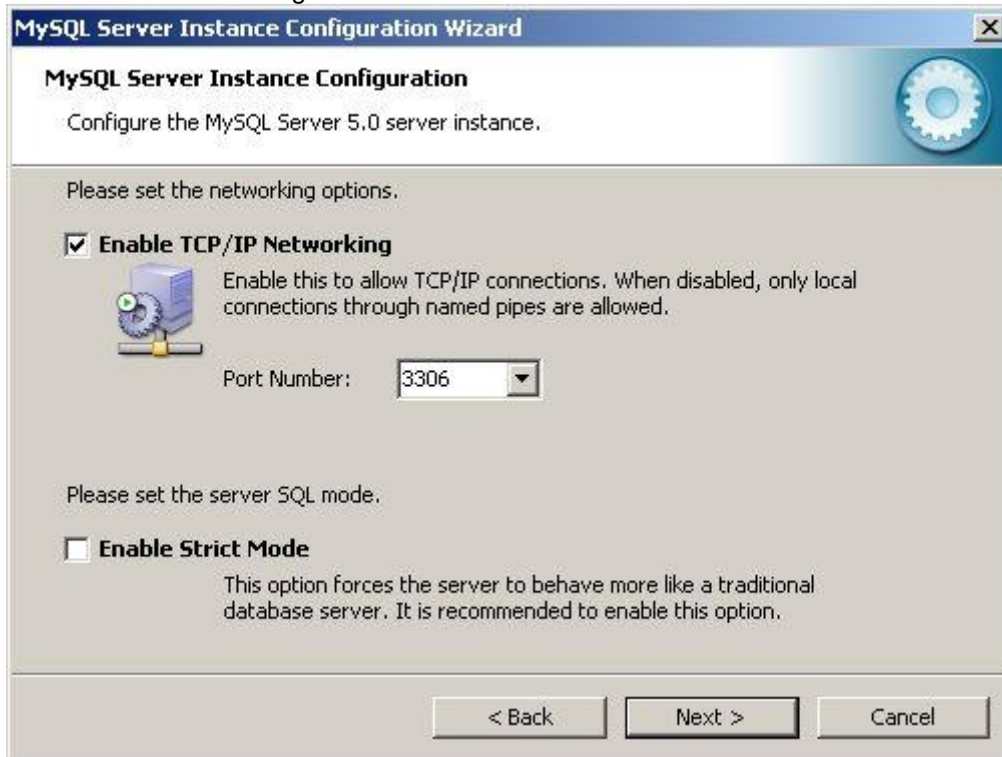 MySQL Server Instance Configuration Wizard
MySQL Server Instance Configuration
Configure the MySQL Server 5.0 server instance.
Please set the networking options.
Enable TCP/IP Networking
Enable this to allow TCP/IP connections. When disabled, only local
connections through named pipes are allowed.
Port Number: 3306
Please set the server SQL mode.
Enable Strict Mode
This option forces the server to behave more like a traditional
database server. It is recommended to enable this option.
< Back Next > Cancel